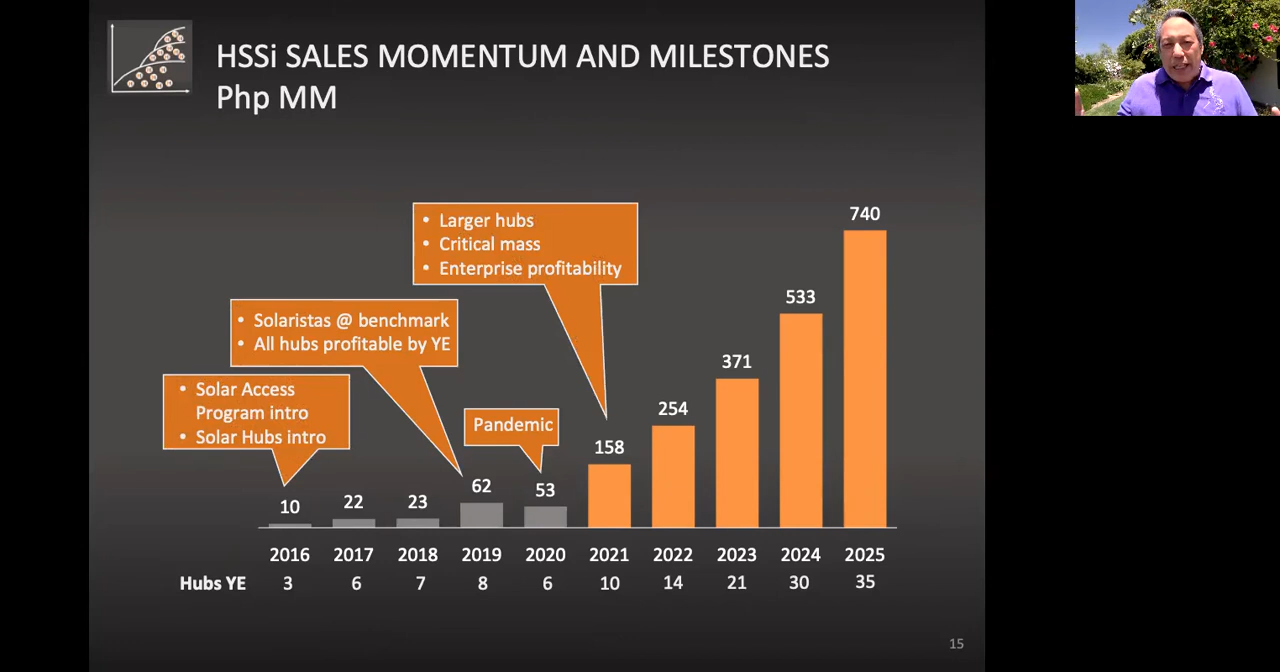 HSSi SALES MOMENTUM AND MILESTONES
Php MM
• Larger hubs
• Critical mass
• Enterprise profitability
• Solaristas @ benchmark
• All hubs profitable by YE
• Solar Access
Program intro
• Solar Hubs intro
Pandemic
10 22 23 62 53 158 254 371 533 740
2016 2017 2018 2019 2020 2021 2022 2023 2024 2025
Hubs YE 3 6 7 8 6 10 14 21 30 35
15